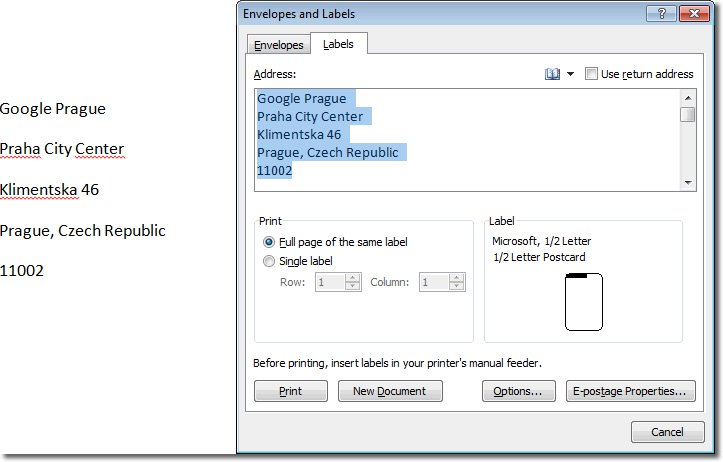 Google Prague
Praha City Center
Klimentska 46
Prague, Czech Republic
11002
Envelopes and Labels
?
Envelopes
Labels
Address:
Use return address
Google Prague
Praha City Center
Klimentska 46
Prague, Czech Republic
11002
Print
Full page of the same label
Single label
Row: 1 Column: 1
Label
Microsoft, 1/2 Letter
1/2 Letter Postcard
Before printing, insert labels in your printer's manual feeder.
Print New Document Options... E-postage Properties...
Cancel